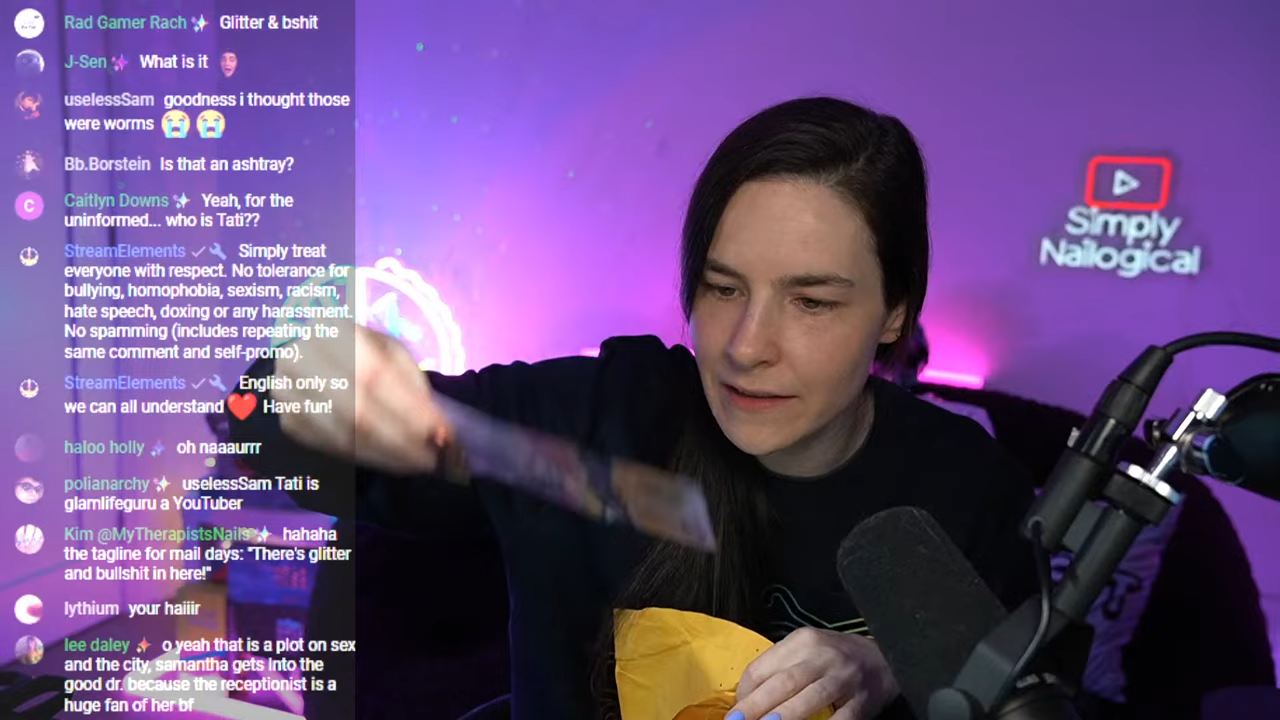 Rad Gamer Rach Glitter & bshit
J-Sen What is it
uselessSam goodness i thought those
were worms
Bb.Borstein Is that an ashtray?
C
Caitlyn Downs Yeah, for the
uninformed... who is Tati??
StreamElements Simply treat
everyone with respect. No tolerance for
bullying, homophobia, sexism, racism,
hate speech, doxing or any harassment.
No spamming (includes repeating the
same comment and self-promo).
StreamElements English only so
we can all understand ❤️ Have fun!
haloo holly oh naaaurrr
polianarchy uselessSam Tati is
glamlifeguru a YouTuber
Kim @MyTherapistsNails hahaha
the tagline for mail days: "There's glitter
and bullshit in here!"
lythium your haiiir
lee daley o yeah that is a plot on sex
and the city, samantha gets Into the
good dr. because the receptionist is a
huge fan of her bf
Simply
Nailogical